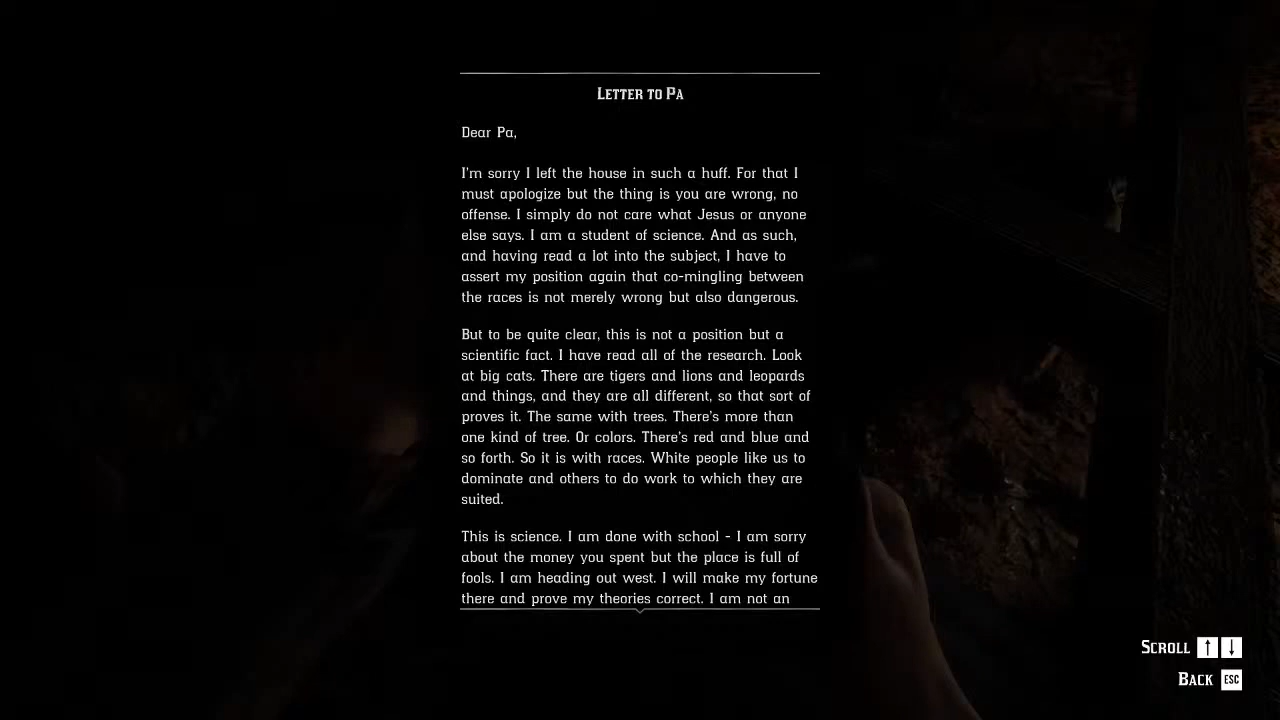 Letter to Pa
Dear Pa,
I'm sorry I left the house in such a huff. For that I
must apologize but the thing is you are wrong, no
offense. I simply do not care what Jesus or anyone
else says. I am a student of science. And as such,
and having read a lot into the subject, I have to
assert my position again that co-mingling between
the races is not merely wrong but also dangerous.
But to be quite clear, this is not a position but a
scientific fact. I have read all of the research. Look
at big cats. There are tigers and lions and leopards
and things, and they are all different, so that sort of
proves it. The same with trees. There's more than
one kind of tree. Or colors. There's red and blue and
so forth. So it is with races. White people like us to
dominate and others to do work to which they are
suited.
This is science. I am done with school - I am sorry
about the money you spent but the place is full of
fools. I am heading out west. I will make my fortune
there and prove my theories correct. I am not an
Scroll ↑ ↓
Back ESC